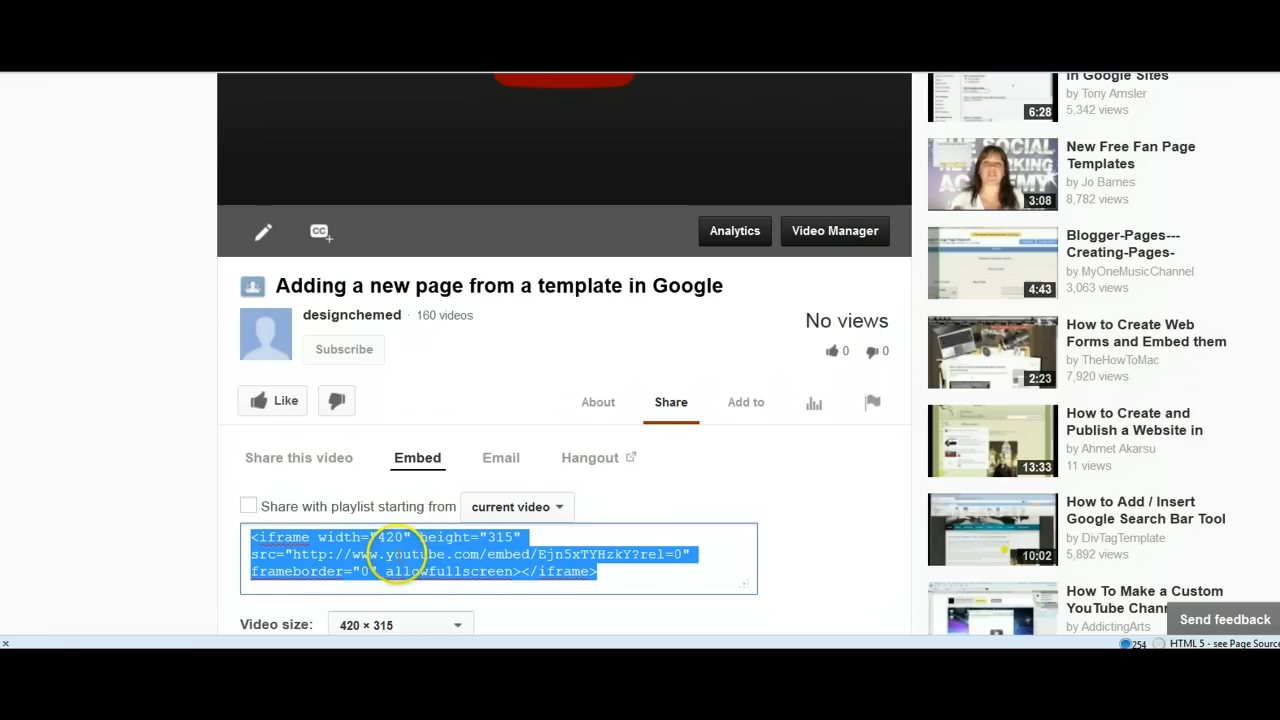 Analytics
Video Manager
Adding a new page from a template in Google
designchemed · 160 videos
Subscribe
No views
0
0
Like
About
Share
Add to
Share this video
Embed
Email
Hangout
Share with playlist starting from
current video
<iframe width="420" height="315"
src="http://www.youtube.com/embed/Ejn5xTYHzkY?rel=0"
frameborder="0" allowfullscreen></iframe>
Video size:
420 × 315
in Google Sites
by Tony Amsler
5,342 views
6:28
THE SOCIAL
New Free Fan Page
Templates
by Jo Barnes
8,782 views
3:08
Blogger-Pages---
Creating-Pages-
by MyOneMusicChannel
3,063 views
4:43
How to Create Web
Forms and Embed them
by TheHowToMac
7,920 views
2:23
How to Create and
Publish a Website in
by Ahmet Akarsu
11 views
13:33
How to Add / Insert
Google Search Bar Tool
by DivTagTemplate
5,892 views
10:02
How To Make a Custom
YouTube
by AddictingArts
Send feedback
x
254
HTML 5 - see Page Source